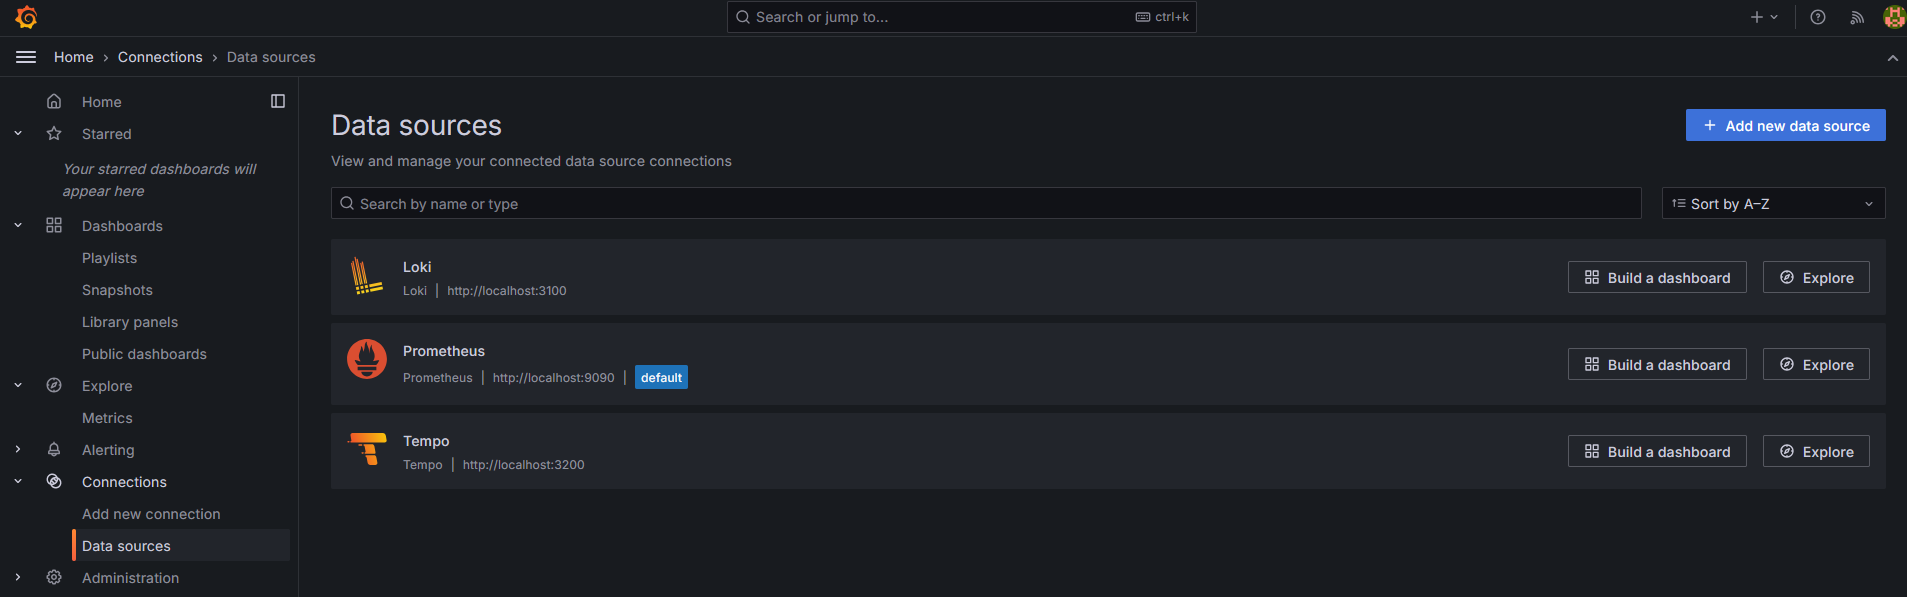 Search or jump to...
ctrl+k
Home
Connections
Data sources
Home
Starred
Your starred dashboards will
appear here
Dashboards
Playlists
Snapshots
Library panels
Public dashboards
Explore
Metrics
Alerting
Connections
Add new connection
Data sources
Administration
Data sources
Add new data source
View and manage your connected data source connections
Search by name or type
Sort by A–Z
Loki
Loki | http://localhost:3100
Build a dashboard
Explore
Prometheus
Prometheus | http://localhost:9090 | default
Build a dashboard
Explore
Tempo
Tempo | http://localhost:3200
Build a dashboard
Explore